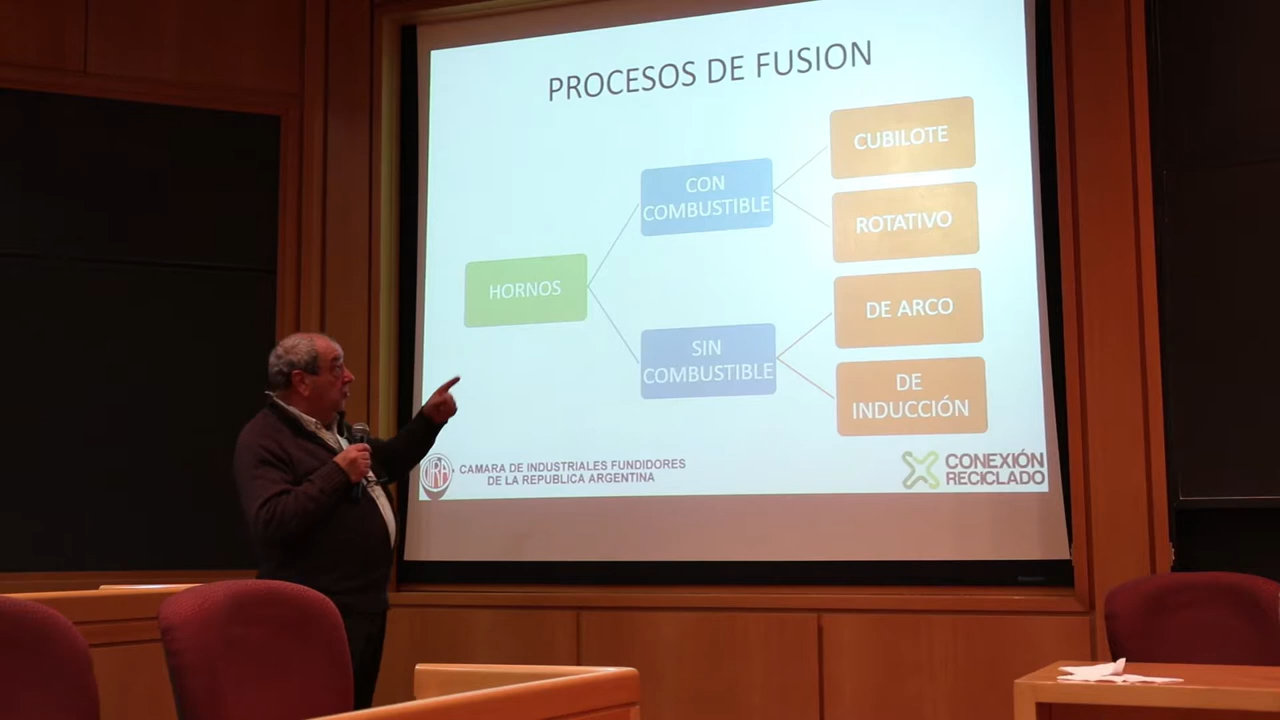 PROCESOS DE FUSION
HORNOS
CON
COMBUSTIBLE
SIN
COMBUSTIBLE
CUBILOTE
ROTATIVO
DE ARCO
DE
INDUCCIÓN
CAMARA DE INDUSTRIALES FUNDIDORES
DE LA REPUBLICA ARGENTINA
CONEXIÓN
RECICLADO